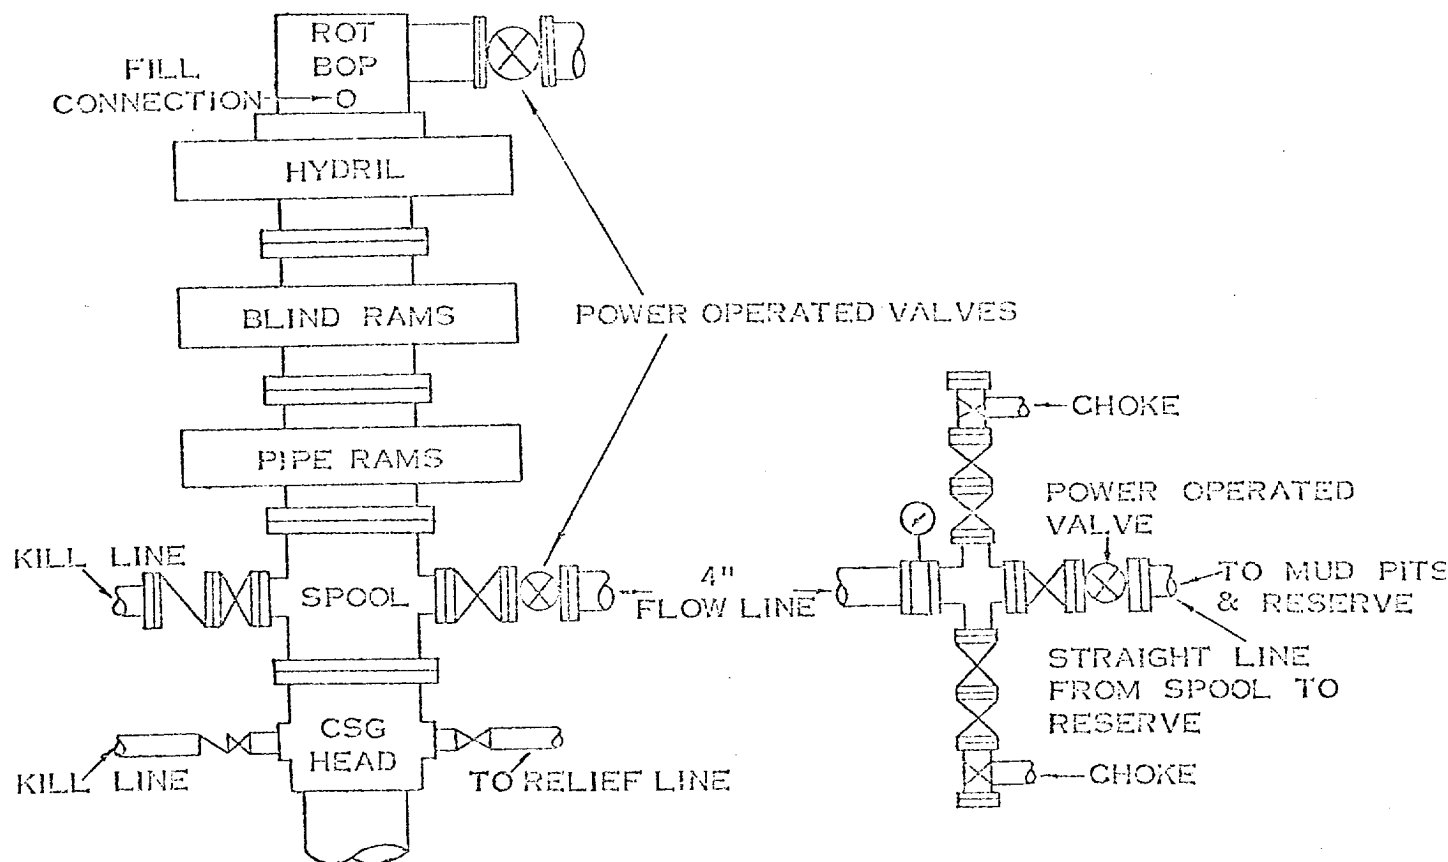 ROT
BOP
FILL
CONNECTION
HYDRIL
BLIND RAMS
POWER OPERATED VALVES
PIPE RAMS
CHOKE
POWER OPERATED
VALVE
KILL LINE
SPOOL
4"
FLOW LINE
TO MUD PITS
& RESERVE
STRAIGHT LINE
FROM SPOOL TO
RESERVE
CSG
HEAD
KILL LINE
TO RELIEF LINE
CHOKE